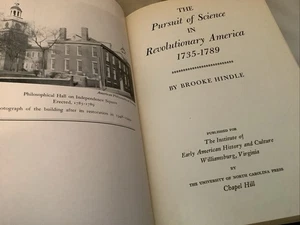 Philosophical Hall on Independence Square
Erected, 1785-1789
THE
Pursuit of Science
IN
Revolutionary America
1735-1789
BY BROOKE HINDLE
PUBLISHED FOR
The Institute of
Early American History and Culture
Williamsburg, Virginia
BY
THE UNIVERSITY OF NORTH CAROLINA PRESS
Chapel Hill